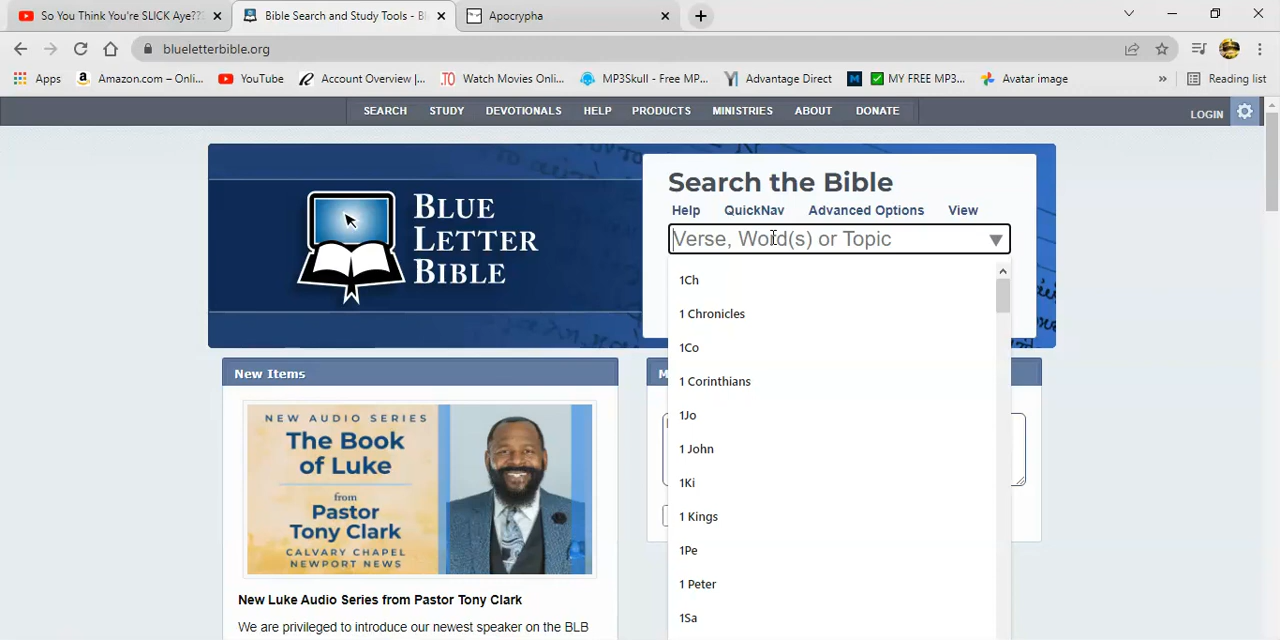 So You Think You're SLICK Aye???
Bible Search and Study Tools - Bl
Apocrypha
blueletterbible.org
Apps
Amazon.com – Onli...
YouTube
Account Overview |...
Watch Movies Onli...
MP3Skull - Free MP...
Advantage Direct
MY FREE MP3...
Avatar image
»
Reading list
SEARCH
STUDY
DEVOTIONALS
HELP
PRODUCTS
MINISTRIES
ABOUT
DONATE
LOGIN
BLUE
LETTER
BIBLE
Search the Bible
Help
QuickNav
Advanced Options
View
Verse, Word(s) or Topic
1Ch
1 Chronicles
1Co
1 Corinthians
1Jo
1 John
1Ki
1 Kings
1Pe
1 Peter
1Sa
New Items
NEW AUDIO SERIES
The Book
of Luke
from
Pastor
Tony Clark
CALVARY CHAPEL
NEWPORT NEWS
New Luke Audio Series from Pastor Tony Clark
We are privileged to introduce our newest speaker on the BLB